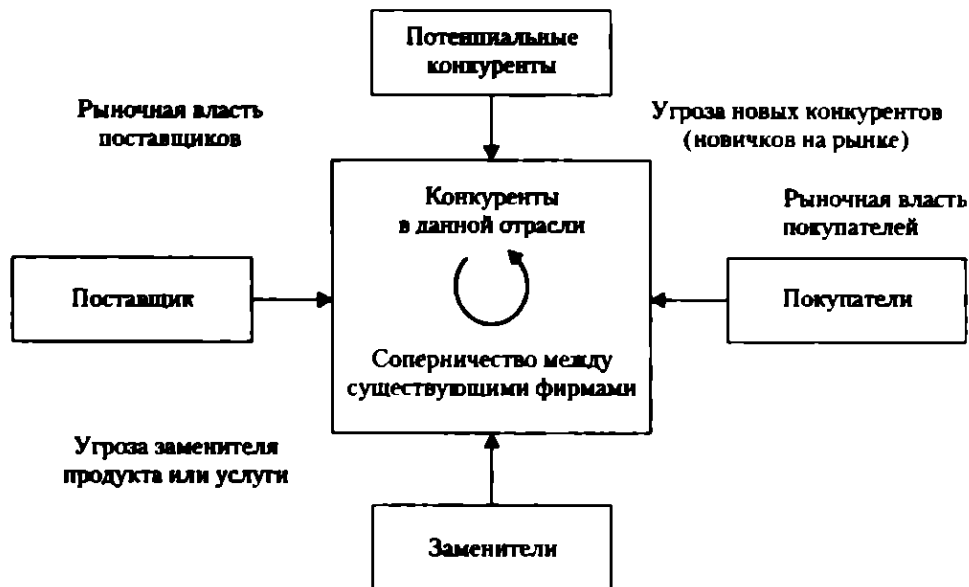 Потенциальные
конкуренты
Рыночная власть
поставщиков
Угроза новых конкурентов
(новичков на рынке)
Конкуренты
в данной отрасли
Рыночная власть
покупателей
Поставщик
Покупатели
Соперничество между
существующими фирмами
Угроза заменителя
продукта или услуги
Заменители